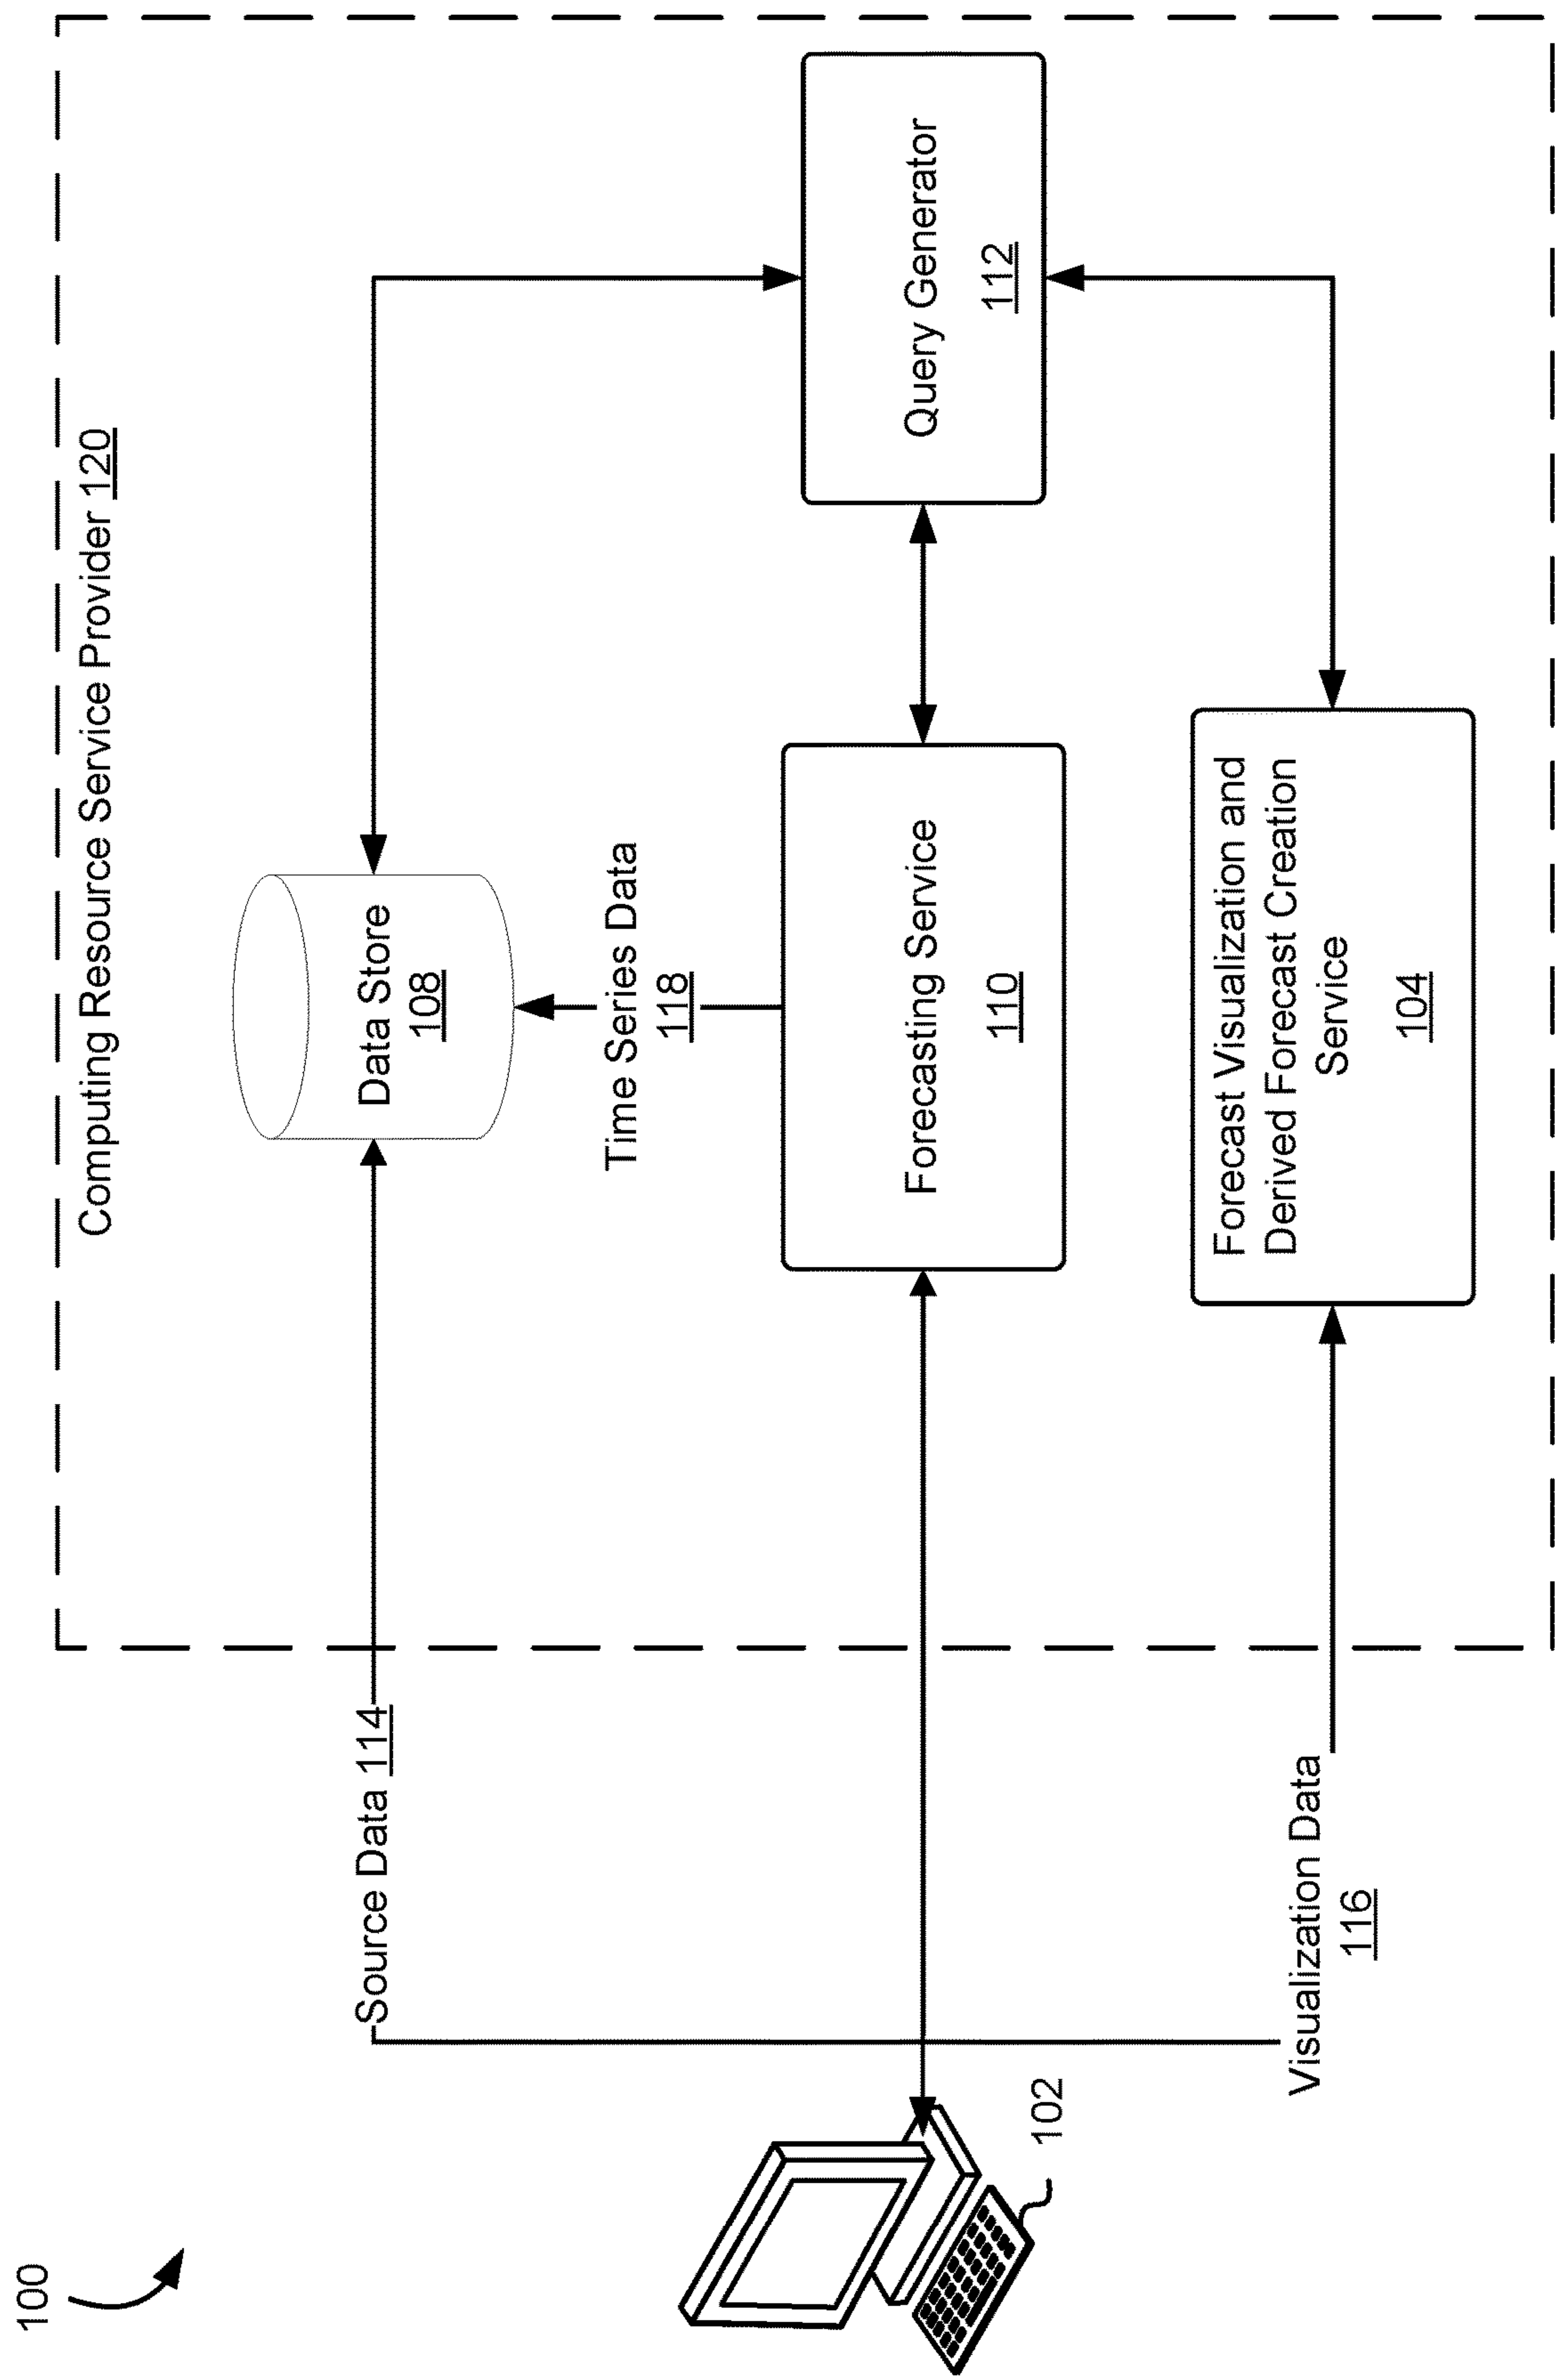 100
Computing Resource Service Provider 120
Source Data 114
Data Store
108
Time Series Data
118
Forecasting Service
110
Query Generator
112
102
Visualization Data
116
Forecast Visualization and
Derived Forecast Creation
Service
104